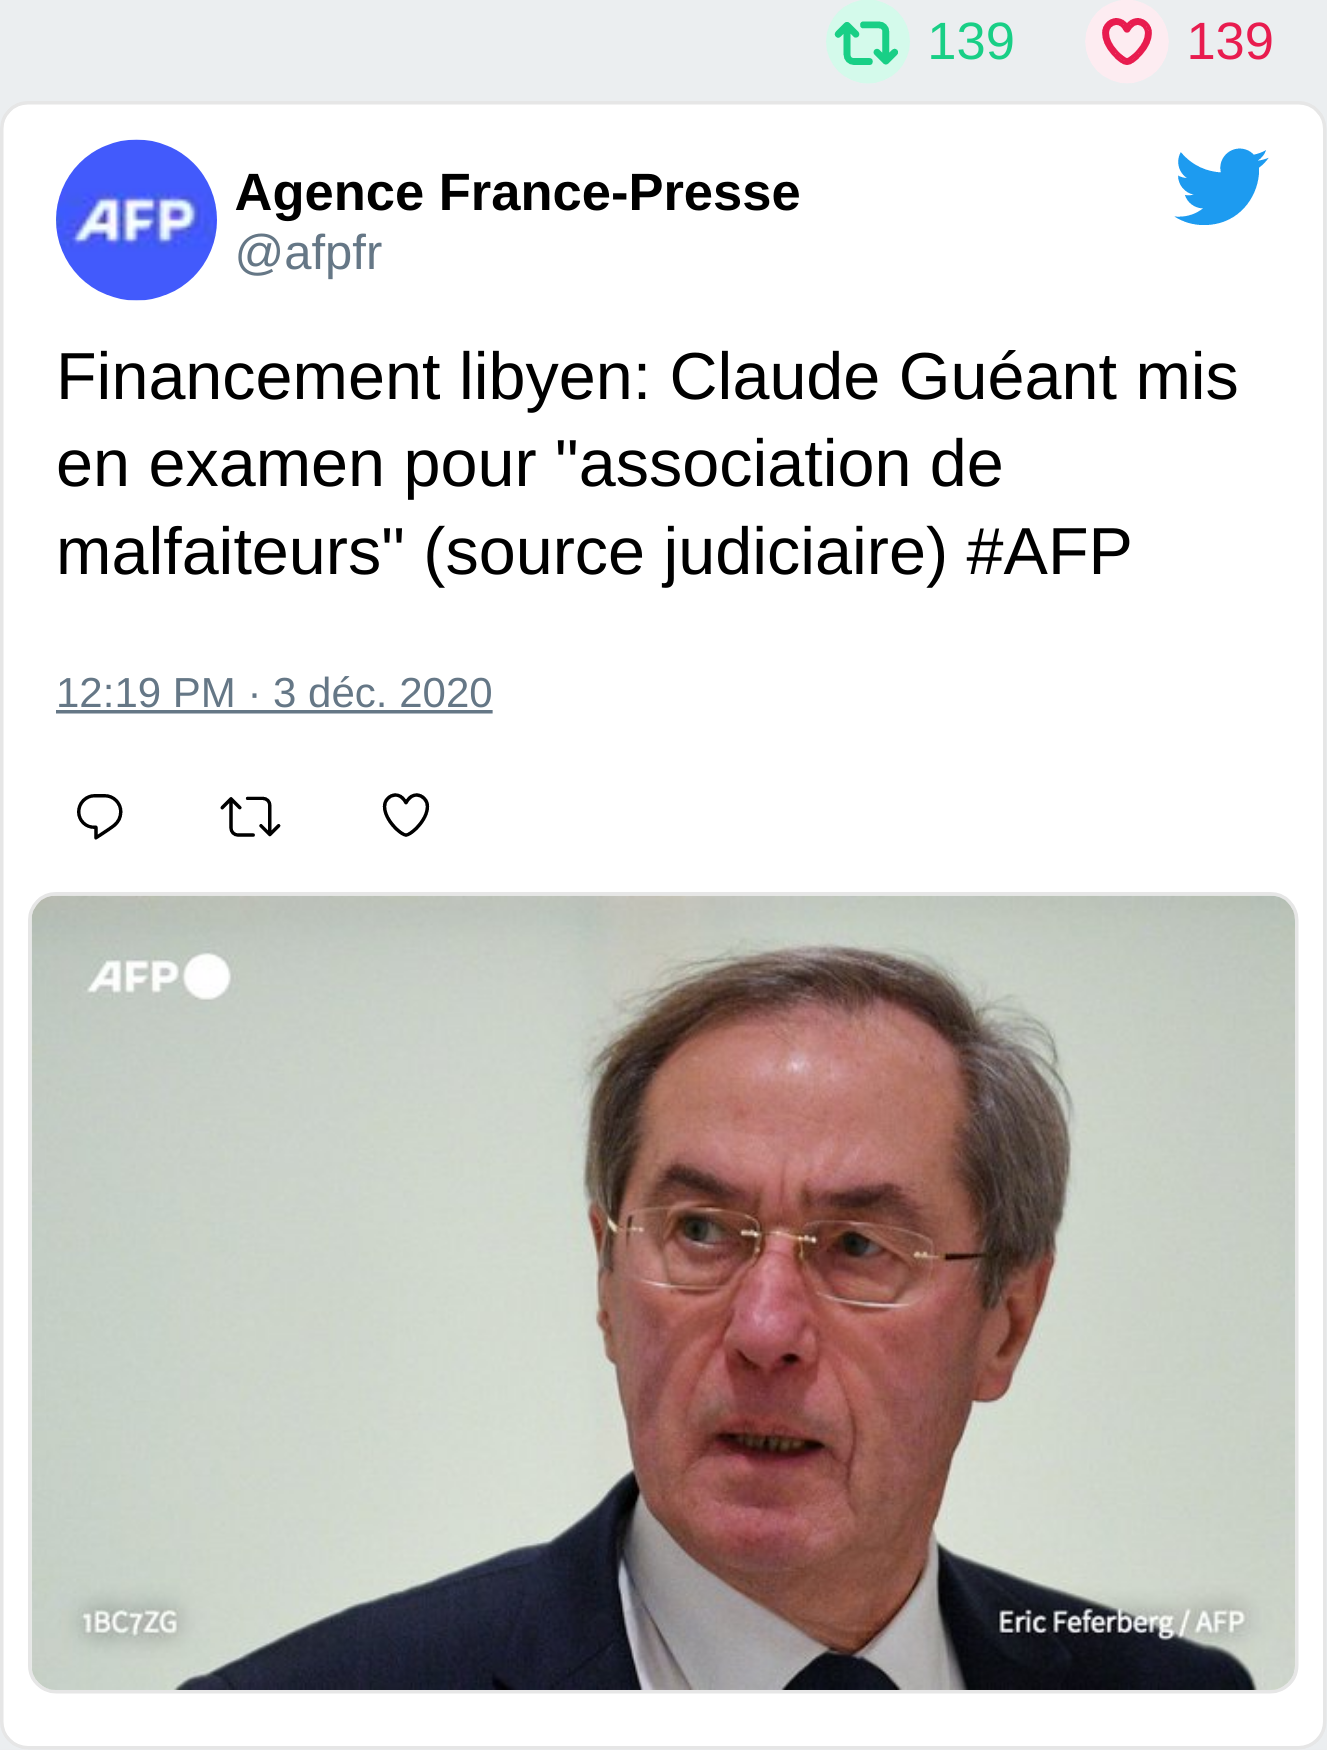 139 139
AFP
Agence France-Presse
@afpfr
Financement libyen: Claude Guéant mis
en examen pour "association de
malfaiteurs" (source judiciaire) #AFP
12:19 PM · 3 déc. 2020
AFP
1BC7ZG
Eric Feferberg / AFP